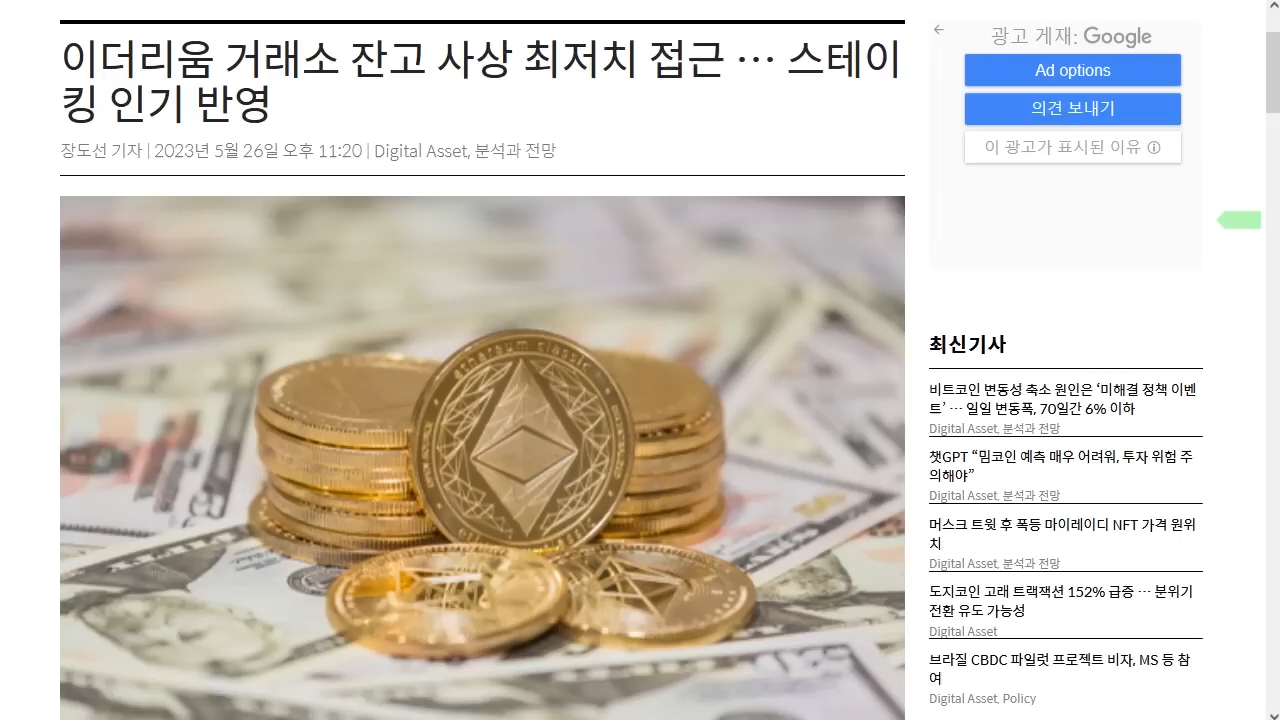 이더리움 거래소 잔고 사상 최저치 접근 … 스테이
킹 인기 반영
장도선 기자 | 2023년 5월 26일 오후 11:20 | Digital Asset, 분석과 전망
ethereum classic
광고 게재: Google
Ad options
의견 보내기
이 광고가 표시된 이유
최신기사
비트코인 변동성 축소 원인은 ‘미해결 정책 이벤
트’ … 일일 변동폭, 70일간 6% 이하
Digital Asset, 분석과 전망
챗GPT “밈코인 예측 매우 어려워, 투자 위험 주
의해야”
Digital Asset, 분석과 전망
머스크 트윗 후 폭등 마이레이디 NFT 가격 원위
치
Digital Asset, 분석과 전망
도지코인 고래 트랙잭션 152% 급증 … 분위기
전환 유도 가능성
Digital Asset
브라질 CBDC 파일럿 프로젝트 비자, MS 등 참
여
Digital Asset, Policy